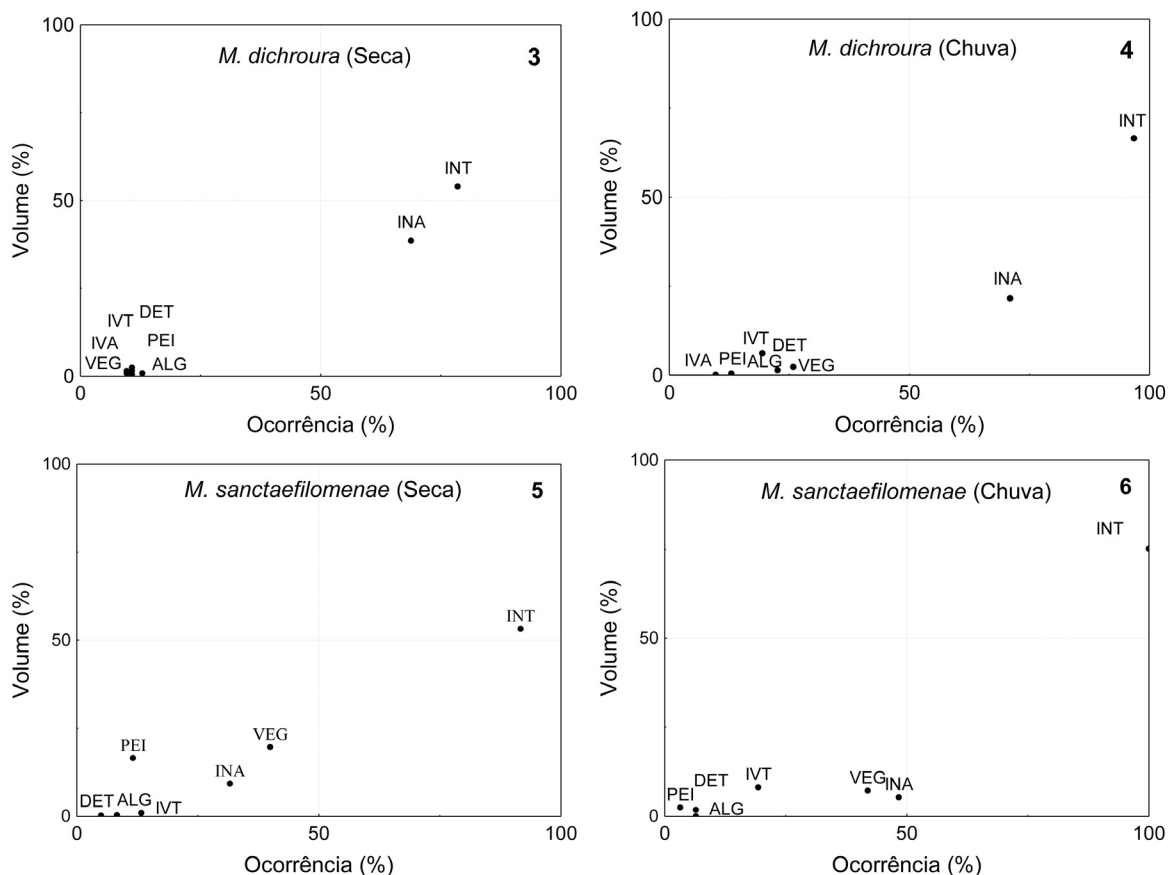 100
M. dichroura (Seca)
3
INT
50
INA
DET
IVT
IVA
PEI
VEG
ALG
0
0
50
100
Volume (%)
Ocorrência (%)
100
M. dichroura (Chuva)
4
INT
50
INA
IVT
DET
IVA
PEI
ALG
VEG
0
0
50
100
Volume (%)
Ocorrência (%)
100
M. sanctaefilomenae (Seca)
5
INT
50
VEG
PEI
INA
DET
ALG
IVT
0
0
50
100
Volume (%)
Ocorrência (%)
100
M. sanctaefilomenae (Chuva)
6
INT
50
DET
IVT
VEG
INA
PEI
ALG
0
0
50
100
Volume (%)
Ocorrência (%)